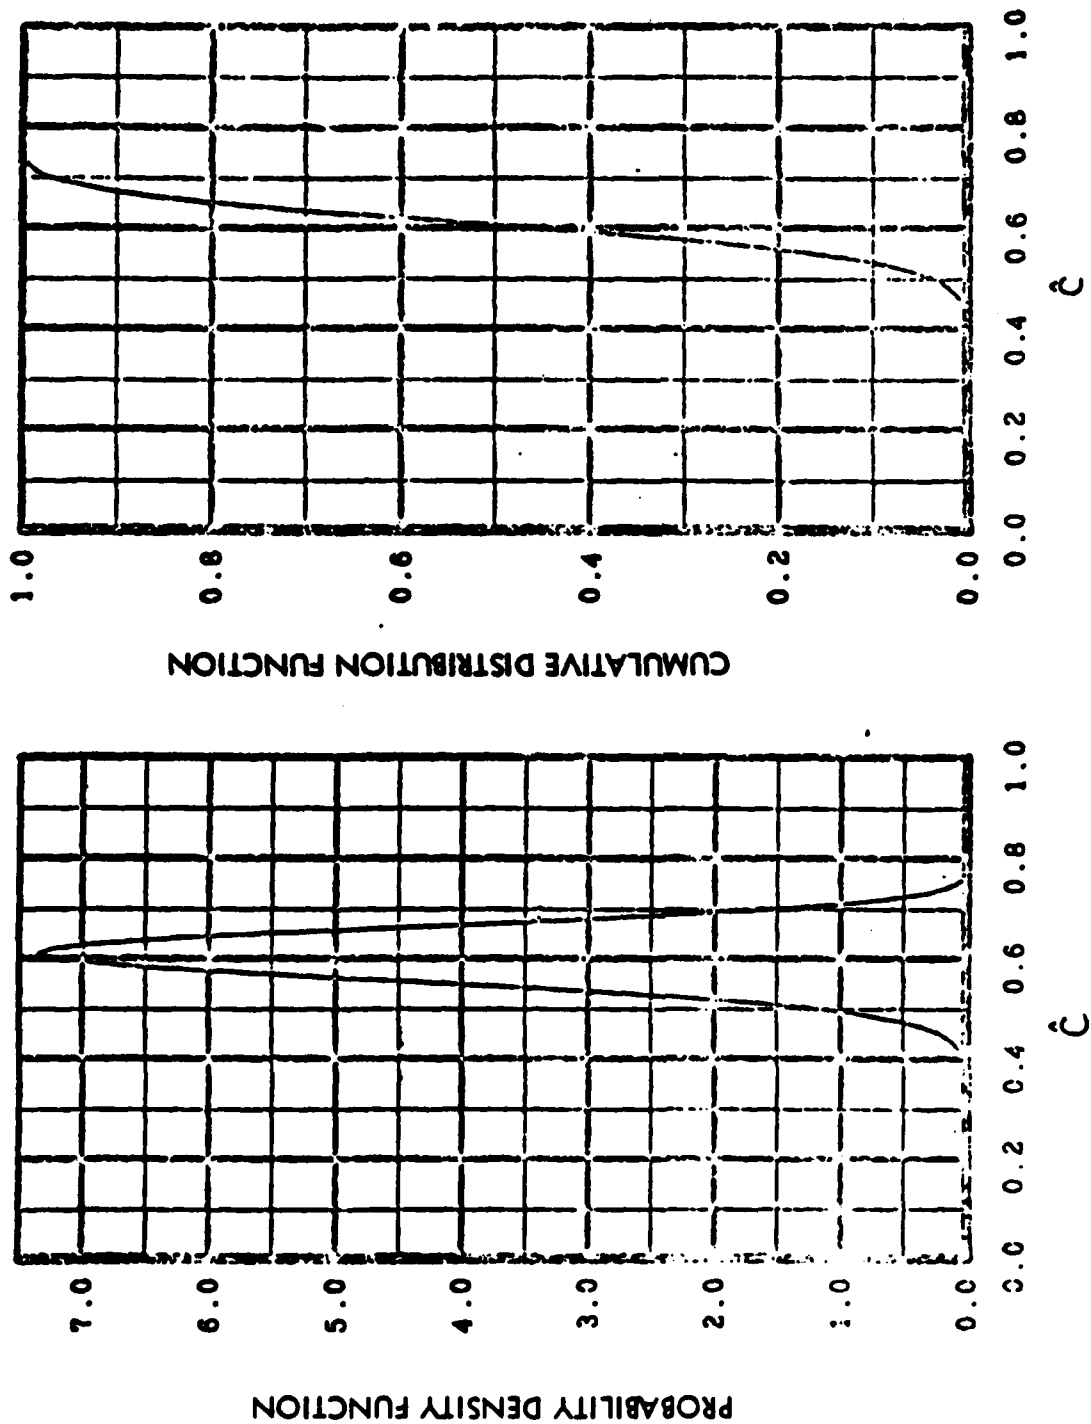 PROBABILITY DENSITY FUNCTION
7.0
6.0
5.0
4.0
3.0
2.0
1.0
0.0
0.0 0.2 0.4 0.6 0.8 1.0
Ĉ
CUMULATIVE DISTRIBUTION FUNCTION
1.0
0.8
0.6
0.4
0.2
0.0
0.0 0.2 0.4 0.6 0.8 1.0
Ĉ